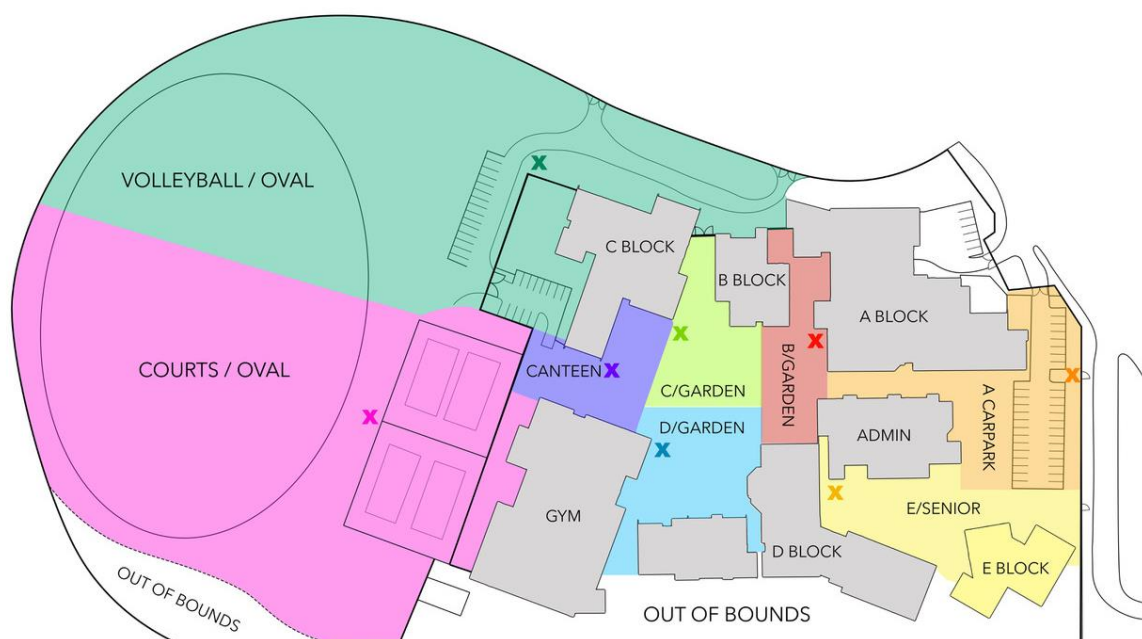 VOLLEYBALL / OVAL
C BLOCK
B BLOCK
A BLOCK
COURTS / OVAL
CANTEEN
C/GARDEN
B/GARDEN
A CARPARK
D/GARDEN
ADMIN
GYM
E/SENIOR
D BLOCK
E BLOCK
OUT OF BOUNDS
OUT OF BOUNDS
X
X
X
X
X
X
X
X